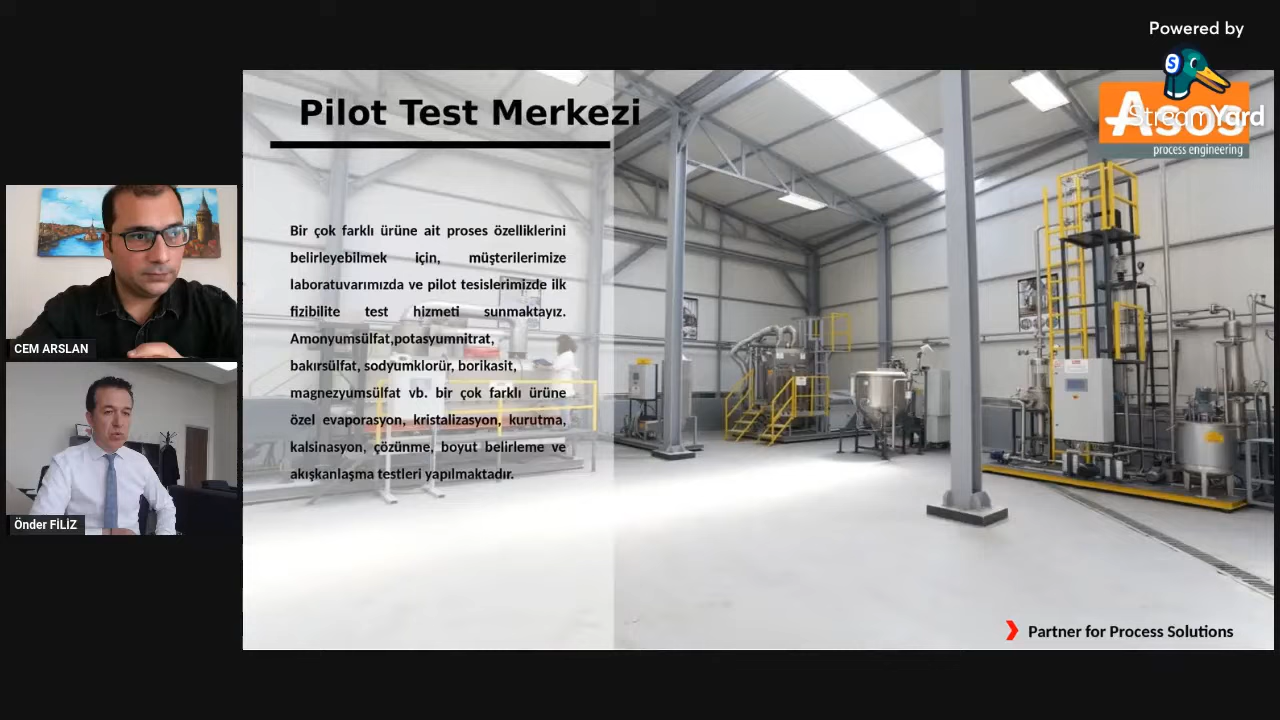 Powered by
StreamYard
Asos
process engineering
Pilot Test Merkezi
Bir çok farklı ürüne ait proses özelliklerini
belirleyebilmek için, müşterilerimize
laboratuvarımızda ve pilot tesislerimizde ilk
fizibilite test hizmeti sunmaktayız.
Amonyumsülfat,potasyumnitrat,
bakırsülfat, sodyumklorür, borikasit,
magnezyumsülfat vb. bir çok farklı ürüne
özel evaporasyon, kristalizasyon, kurutma,
kalsinasyon, çözünme, boyut belirleme ve
akışkanlaşma testleri yapılmaktadır.
CEM ARSLAN
Önder FİLİZ
Partner for Process Solutions